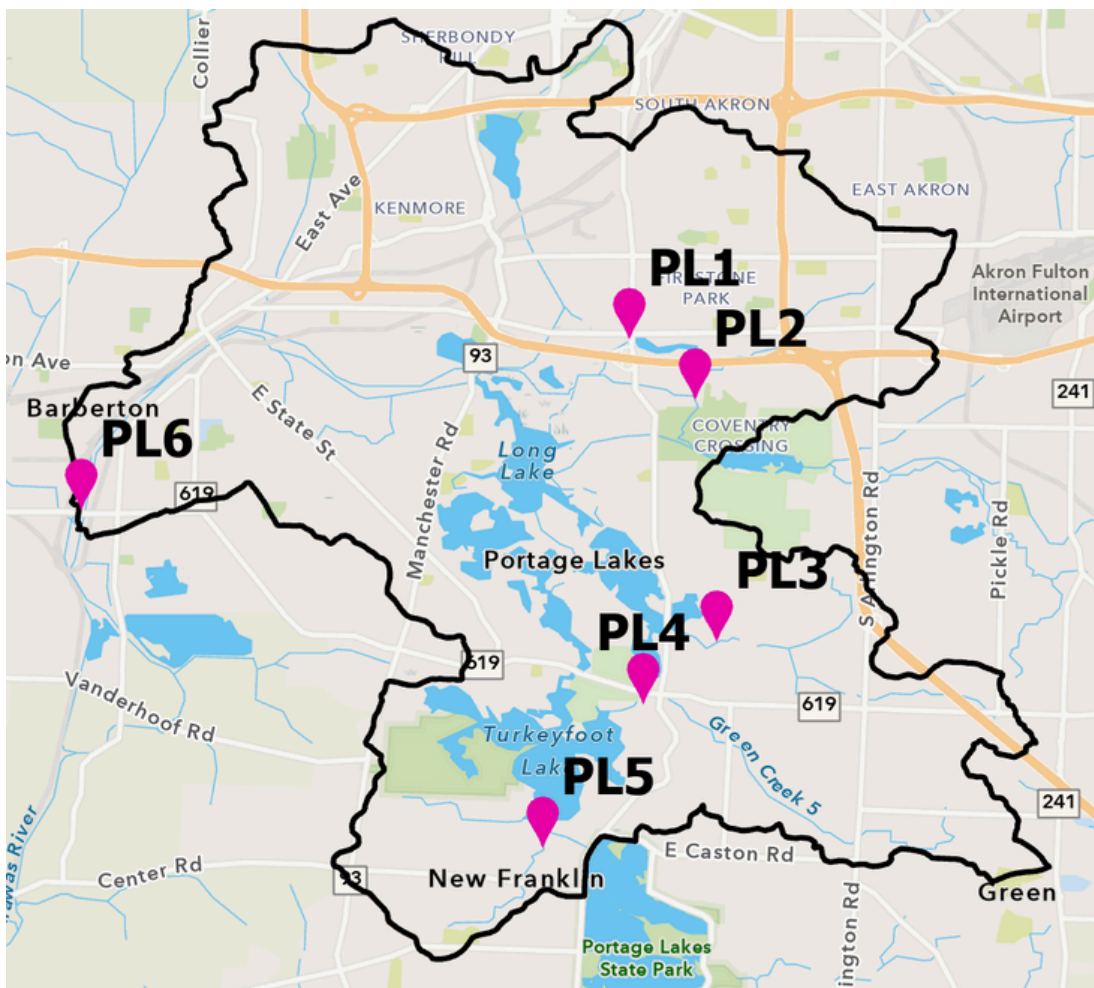 Collier
SHERBONDY
HILL
SOUTH AKRON
EAST AKRON
KENMORE
East Ave
Akron Fulton
International
Airport
PL1
FIRESTONE
PARK
PL2
on Ave
93
241
Barberton
PL6
E State St
COVENTRY
CROSSING
Long
Lake
619
Manchester Rd
S Arlington Rd
Pickle Rd
Portage Lakes
PL3
PL4
619
619
Vanderhoof Rd
Turkeyfoot
Lake
Green Creek 5
PL5
241
awas River
Center Rd
93
New Franklin
E Caston Rd
Green
ington Rd
Portage Lakes
State Park